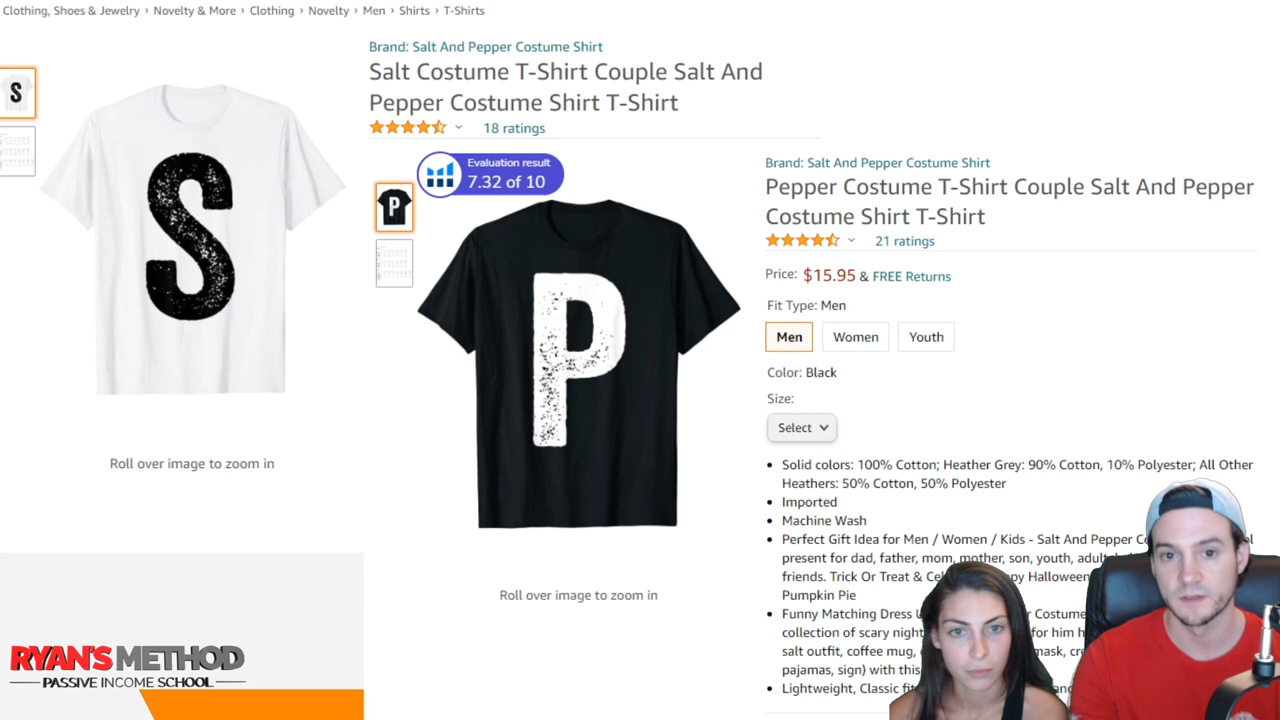 Clothing, Shoes & Jewelry › Novelty & More › Clothing › Novelty › Men › Shirts › T-Shirts
Brand: Salt And Pepper Costume Shirt
Salt Costume T-Shirt Couple Salt And
Pepper Costume Shirt T-Shirt
18 ratings
S
S
Roll over image to zoom in
Evaluation result
7.32 of 10
P
P
Roll over image to zoom in
Brand: Salt And Pepper Costume Shirt
Pepper Costume T-Shirt Couple Salt And Pepper
Costume Shirt T-Shirt
21 ratings
Price: $15.95 & FREE Returns
Fit Type: Men
Men Women Youth
Color: Black
Size:
Select
• Solid colors: 100% Cotton; Heather Grey: 90% Cotton, 10% Polyester; All Other
Heathers: 50% Cotton, 50% Polyester
• Imported
• Machine Wash
• Perfect Gift Idea for Men / Women / Kids - Salt And Pepper
present for dad, father, mom, mother, son, youth,
friends. Trick Or Treat & Halloween
Pumpkin Pie
• Funny Matching Dress Costume
collection of scary night for him
salt outfit, coffee mug, mask,
pajamas, sign) with this
• Lightweight, Classic
RYAN'S METHOD
PASSIVE INCOME SCHOOL